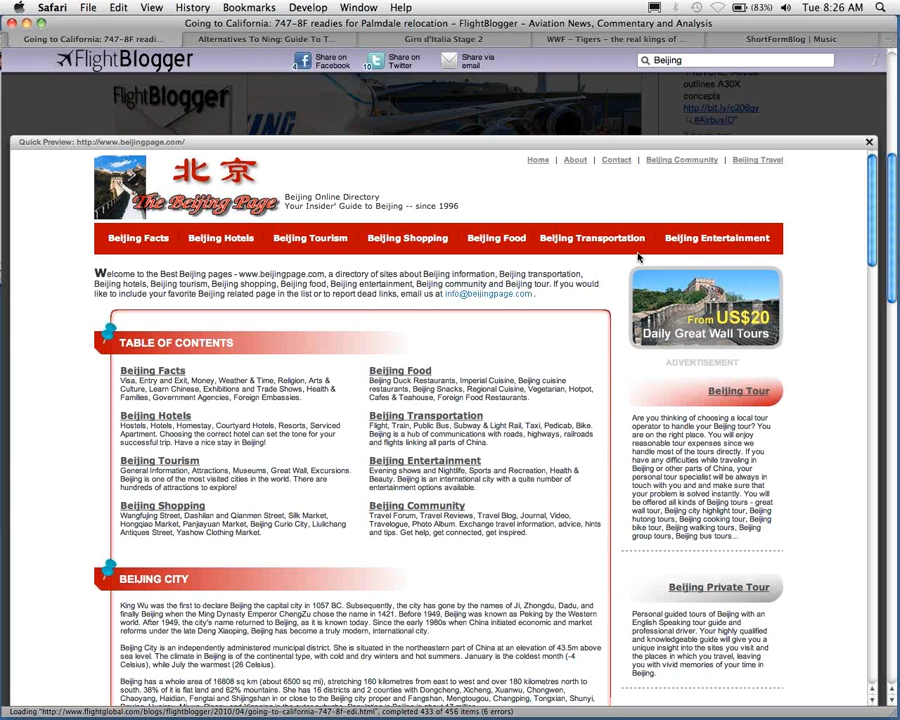 Safari File Edit View History Bookmarks Develop Window Help (83%) Tue 8:26 AM
Going to California: 747-8F readies for Palmdale relocation – FlightBlogger – Aviation News, Commentary and Analysis
Going to California: 747-8F readi... Alternatives To Ning: Guide To T... Giro d'Italia Stage 2 WWF – Tigers – the real kings of ... ShortFormBlog | Music
FlightBlogger 4 Share on Facebook 10 Share on Twitter Share via email Beijing
outlines A30X
concepts
http://bit.ly/c206gv
#AirbusID"
FlightBlogger
Quick Preview: http://www.beijingpage.com/
Home | About | Contact | Beijing Community | Beijing Travel
北京
The Beijing Page
Beijing Online Directory
Your Insider' Guide to Beijing -- since 1996
Beijing Facts Beijing Hotels Beijing Tourism Beijing Shopping Beijing Food Beijing Transportation Beijing Entertainment
Welcome to the Best Beijing pages - www.beijingpage.com, a directory of sites about Beijing information, Beijing transportation,
Beijing hotels, Beijing tourism, Beijing shopping, Beijing food, Beijing entertainment, Beijing community and Beijing tour. If you would
like to include your favorite Beijing related page in the list or to report dead links, email us at info@beijingpage.com .
TABLE OF CONTENTS
Beijing Facts
Visa, Entry and Exit, Money, Weather & Time, Religion, Arts &
Culture, Learn Chinese, Exhibitions and Trade Shows, Health &
Families, Government Agencies, Foreign Embassies.
Beijing Hotels
Hostels, Hotels, Homestay, Courtyard Hotels, Resorts, Serviced
Apartment. Choosing the correct hotel can set the tone for your
successful trip. Have a nice stay in Beijing!
Beijing Tourism
General Information, Attractions, Museums, Great Wall, Excursions.
Beijing is one of the most visited cities in the world. There are
hundreds of attractions to explore!
Beijing Shopping
Wangfujing Street, Dashilan and Qianmen Street, Silk Market,
Hongqiao Market, Panjiayuan Market, Beijing Curio City, Liulichang
Antiques Street, Yashow Clothing Market.
Beijing Food
Beijing Duck Restaurants, Imperial Cuisine, Beijing cuisine
restaurants, Beijing Snacks, Regional Cuisine, Vegetarian, Hotpot,
Cafes & Teahouse, Foreign Food Restaurants.
Beijing Transportation
Flight, Train, Public Bus, Subway & Light Rail, Taxi, Pedicab, Bike.
Beijing is a hub of communications with roads, highways, railroads
and flights linking all parts of China.
Beijing Entertainment
Evening shows and Nightlife, Sports and Recreation, Health &
Beauty. Beijing is an international city with a quite number of
entertainment options available.
Beijing Community
Travel Forum, Travel Reviews, Travel Blog, Journal, Video,
Travelogue, Photo Album. Exchange travel information, advice, hints
and tips. Get help, get connected, get inspired.
BEIJING CITY
King Wu was the first to declare Beijing the capital city in 1057 BC. Subsequently, the city has gone by the names of Ji, Zhongdu, Dadu, and
finally Beijing when the Ming Dynasty Emperor ChengZu chose the name in 1421. Before 1949, Beijing was known as Peking by the Western
world. After 1949, the city's name returned to Beijing, as it is known today. Since the early 1980s when China initiated economic and market
reforms under the late Deng Xiaoping, Beijing has become a truly modern, international city.
Beijing City is an independently administered municipal district. She is situated in the northeastern part of China at an elevation of 43.5m above
sea level. The climate in Beijing is of the continental type, with cold and dry winters and hot summers. January is the coldest month (-4
Celsius), while July the warmest (26 Celsius).
Beijing has a whole area of 16808 sq km (about 6500 sq mi), stretching 160 kilometres from east to west and over 180 kilometres north to
south. 38% of it is flat land and 62% mountains. She has 16 districts and 2 counties with Dongcheng, Xicheng, Xuanwu, Chongwen,
Chaoyang, Haidian, Fengtai and Shijingshan in or close to the Beijing city proper and Fangshan, Mengtougou, Changping, Tongxian, Shunyi,
From US$20
Daily Great Wall Tours
ADVERTISEMENT
Beijing Tour
Are you thinking of choosing a local tour
operator to handle your Beijing tour? You
are on the right place. You will enjoy
reasonable tour expenses since we
handle most of the tours directly. If you
have any difficulties while traveling in
Beijing or other parts of China, your
personal tour specialist will be always in
touch with you and make sure that
your problem is solved instantly. You will
be offered all kinds of Beijing tours - great
wall tour, Beijing city highlight tour, Beijing
hutong tours, Beijing cooking tour, Beijing
bike tour, Beijing walking tours, Beijing
group tours, Beijing bus tours...
Beijing Private Tour
Personal guided tours of Beijing with an
English Speaking tour guide and
professional driver. Your highly qualified
and knowledgeable guide will give you a
unique insight into the sites you visit and
the places in which you travel, leaving
you with vivid memories of your time in
Beijing.
Loading "http://www.flightglobal.com/blogs/flightblogger/2010/04/going-to-california-747-8f-edi.html", completed 433 of 456 items (6 errors)